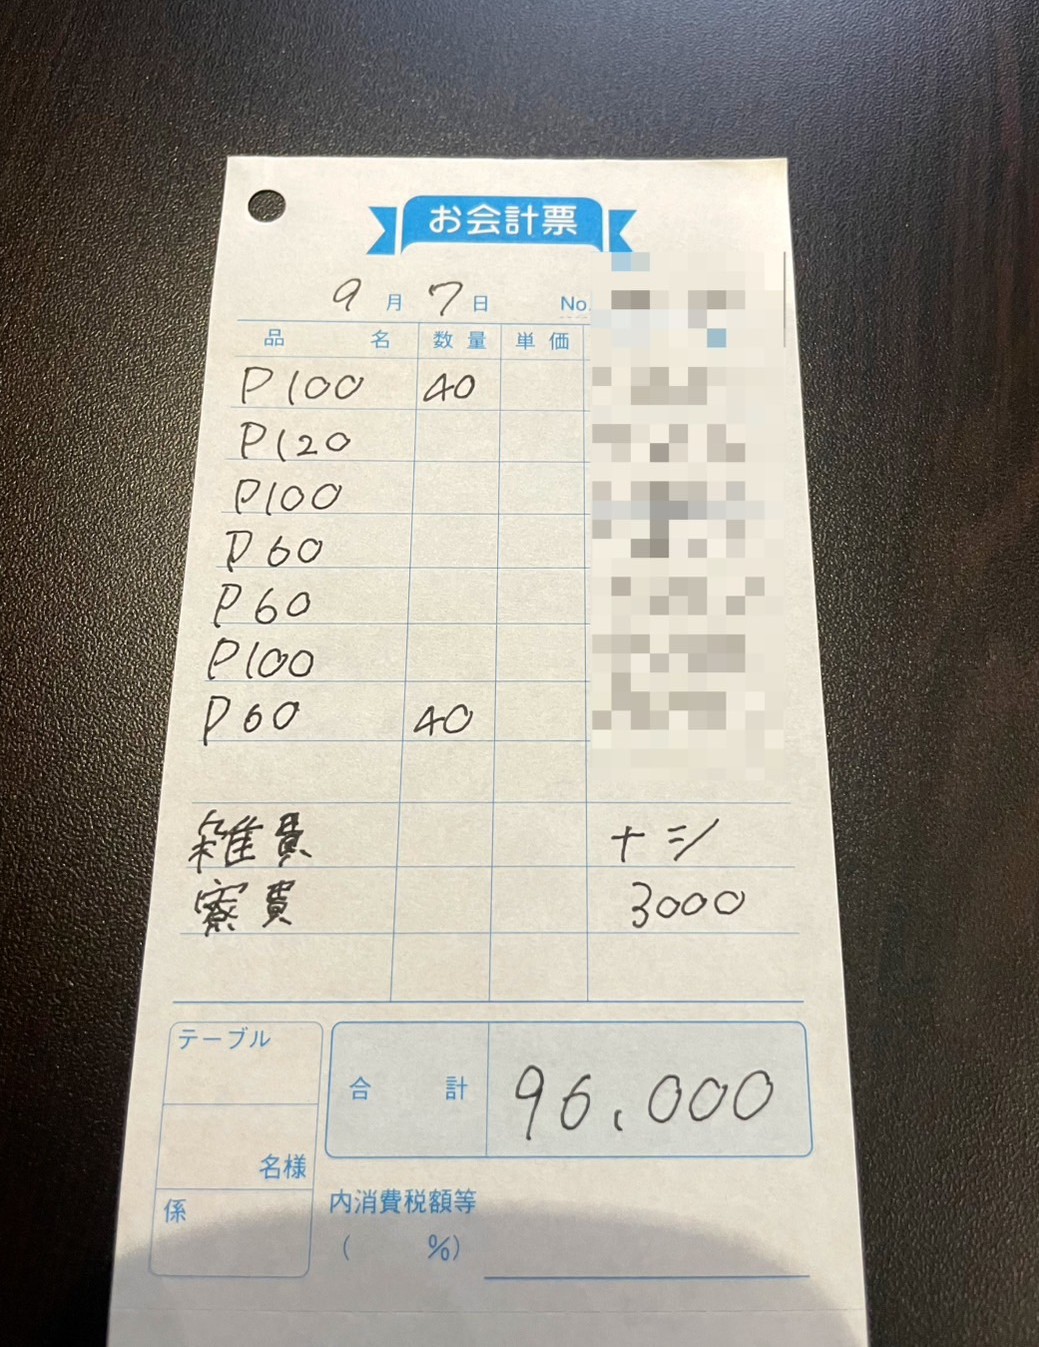 お会計票
9月7日 No.
品名 数量 単価
P100 40
P120
P100
P60
P60
P100
P60 40
雑費 ナシ
寮費 3000
テーブル
合計 96,000
名様
係
内消費税額等
( %)